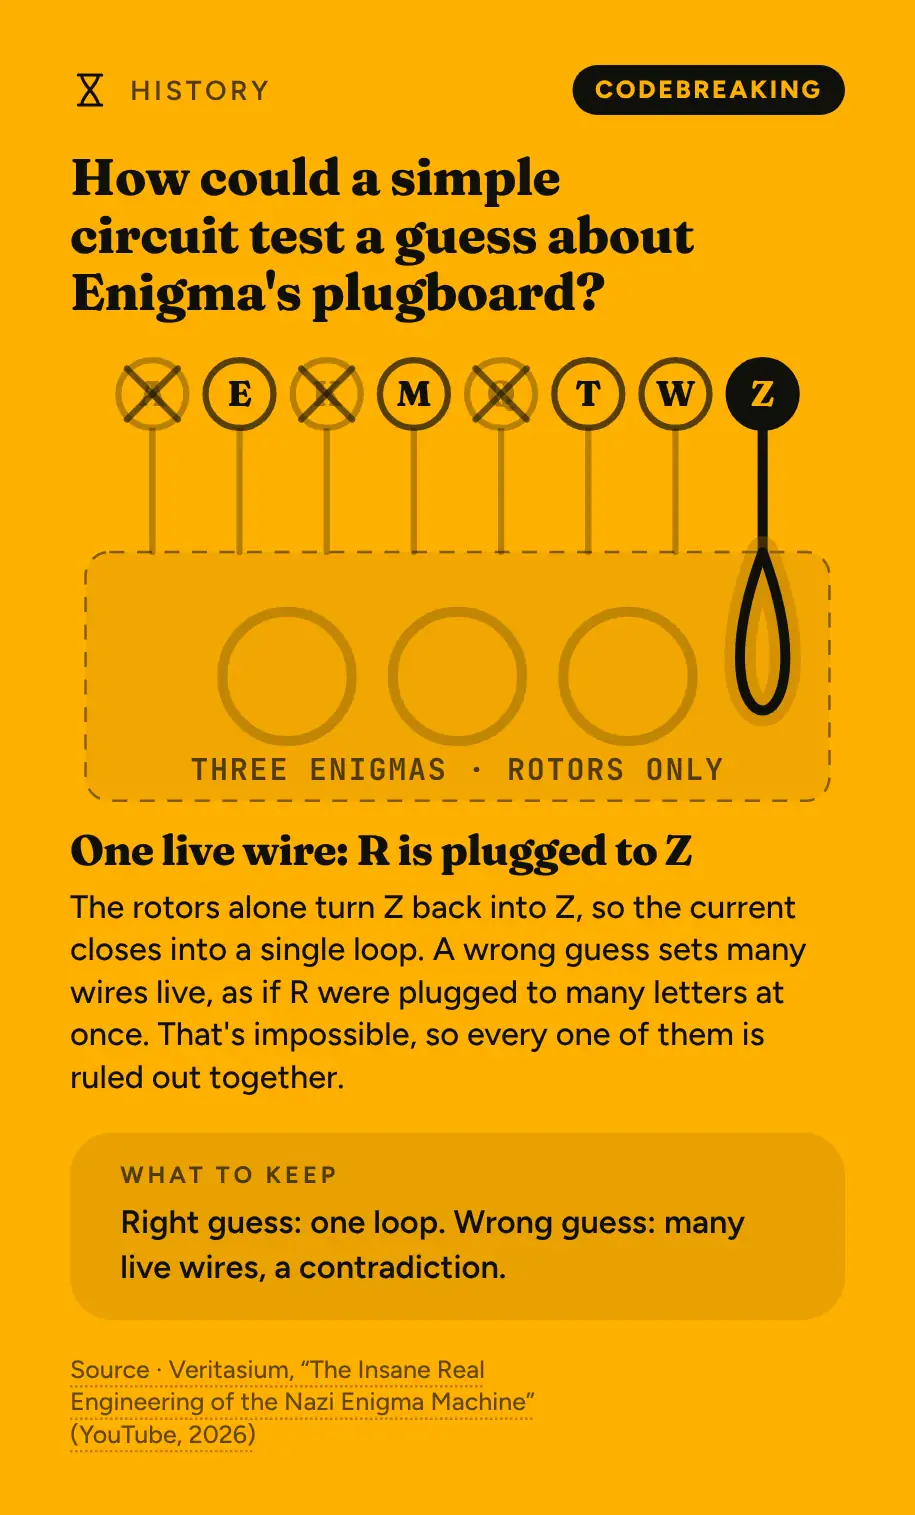 HISTORY
CODEBREAKING
How could a simple
circuit test a guess about
Enigma's plugboard?
E M T W Z
THREE ENIGMAS · ROTORS ONLY
One live wire: R is plugged to Z
The rotors alone turn Z back into Z, so the current
closes into a single loop. A wrong guess sets many
wires live, as if R were plugged to many letters at
once. That's impossible, so every one of them is
ruled out together.
WHAT TO KEEP
Right guess: one loop. Wrong guess: many
live wires, a contradiction.
Source · Veritasium, “The Insane Real
Engineering of the Nazi Enigma Machine”
(YouTube, 2026)